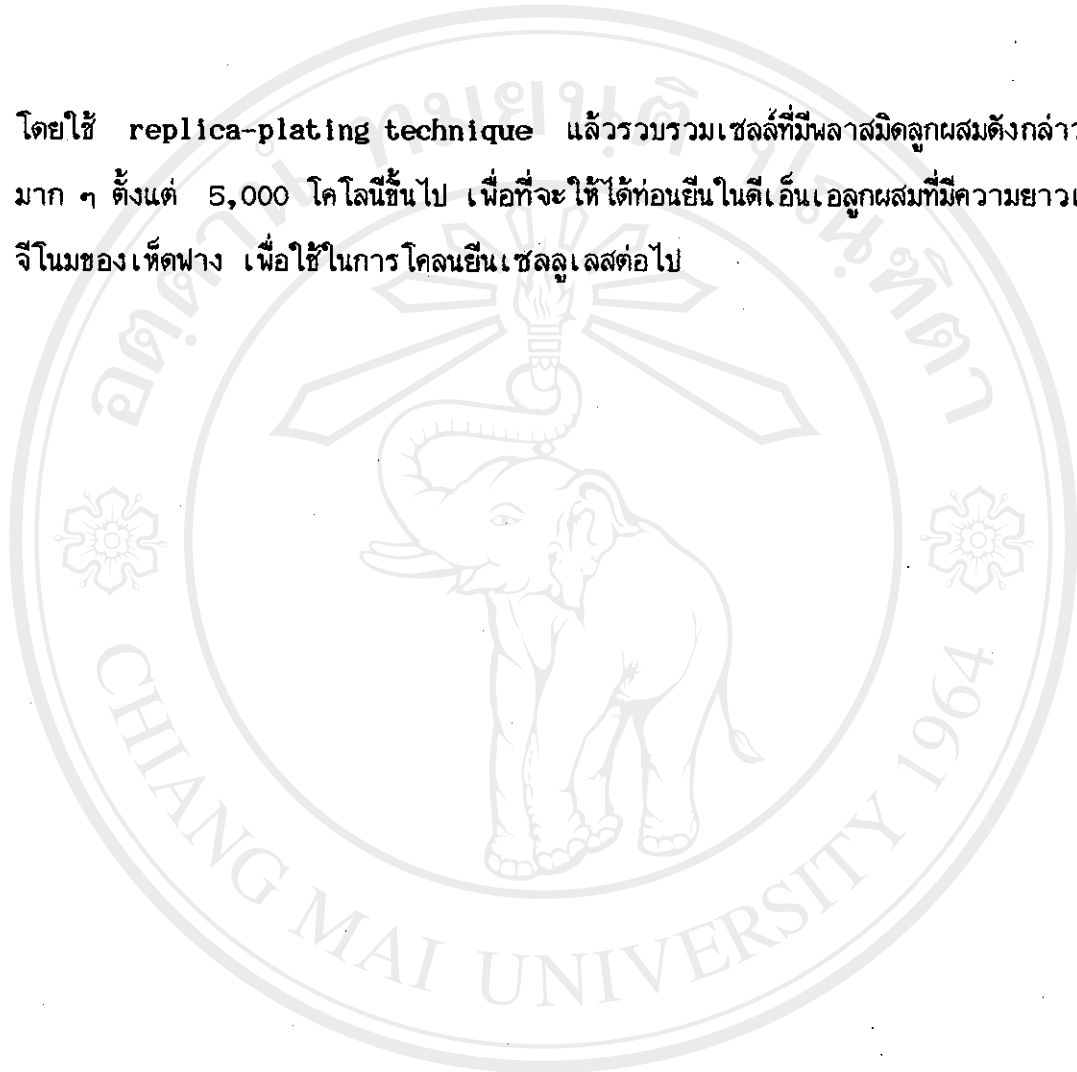 โดยใช้ replica-plating technique แล้วรวบรวมเซลล์ที่มีพลาสมิดลูกผสมดังกล่าว
มาก ๆ ตั้งแต่ 5,000 โคโลนีขึ้นไป เพื่อที่จะให้ได้ท่อนยีนในดีเอ็นเอลูกผสมที่มีความยาว
จีโนมของเห็ดฟาง เพื่อใช้ในการโคลนยีนเซลลูเลสต่อไป
CHIANG MAI UNIVERSITY 1964